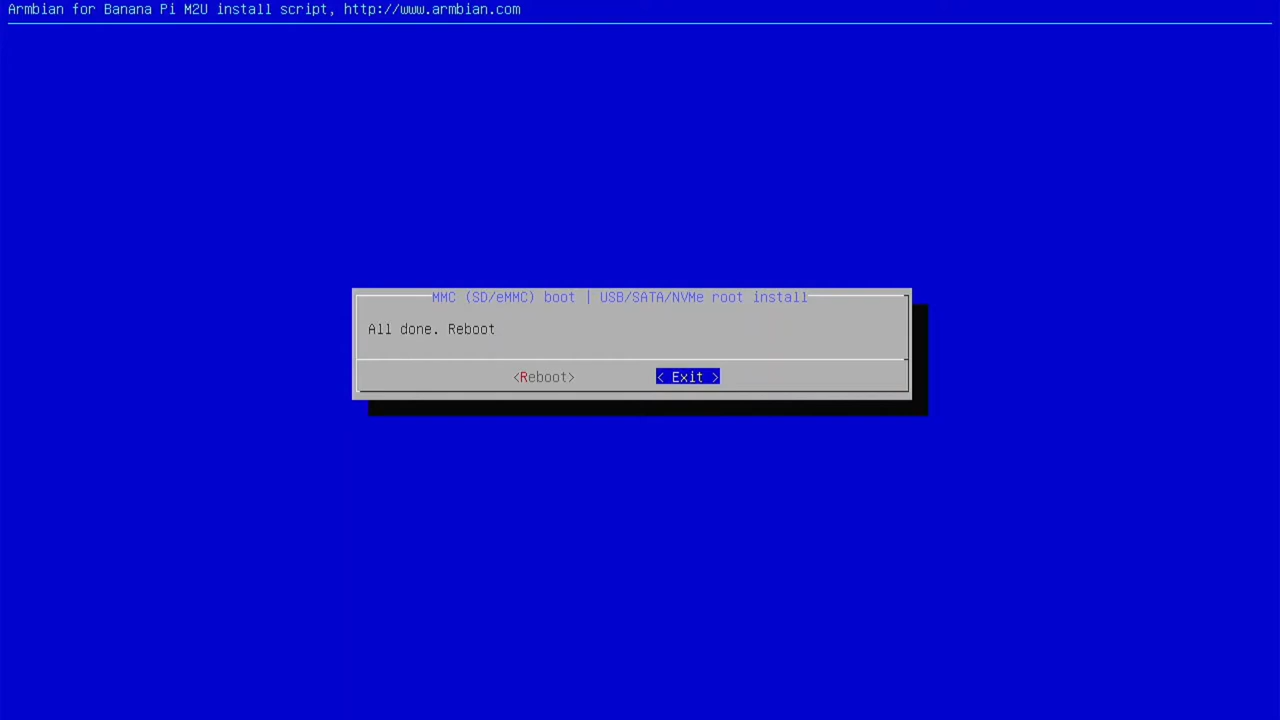 Armbian for Banana Pi M2U install script, http://www.armbian.com
MMC (SD/eMMC) boot | USB/SATA/NVMe root install
All done. Reboot
<Reboot> < Exit >